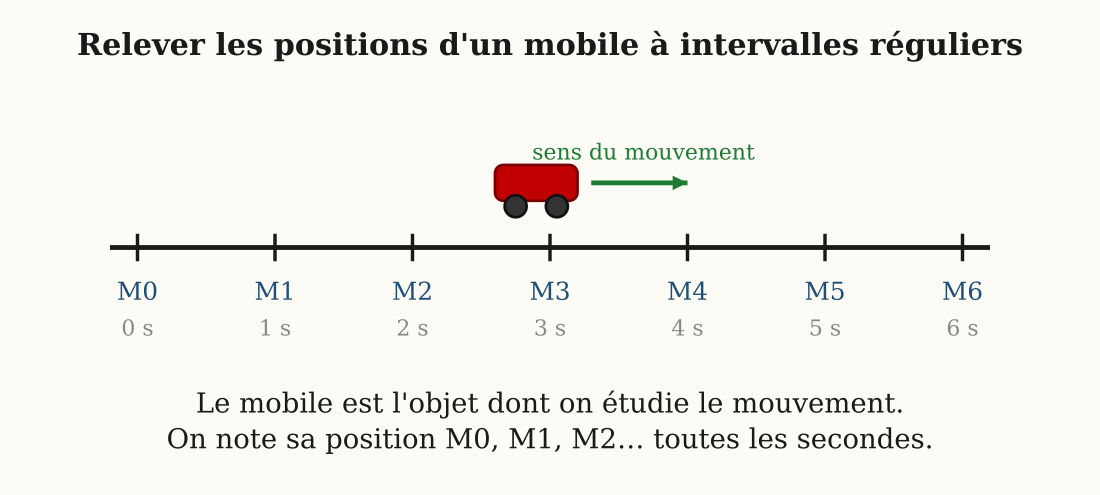 Relever les positions d'un mobile à intervalles réguliers
sens du mouvement
M0 M1 M2 M3 M4 M5 M6
0 s 1 s 2 s 3 s 4 s 5 s 6 s
Le mobile est l'objet dont on étudie le mouvement.
On note sa position M0, M1, M2… toutes les secondes.